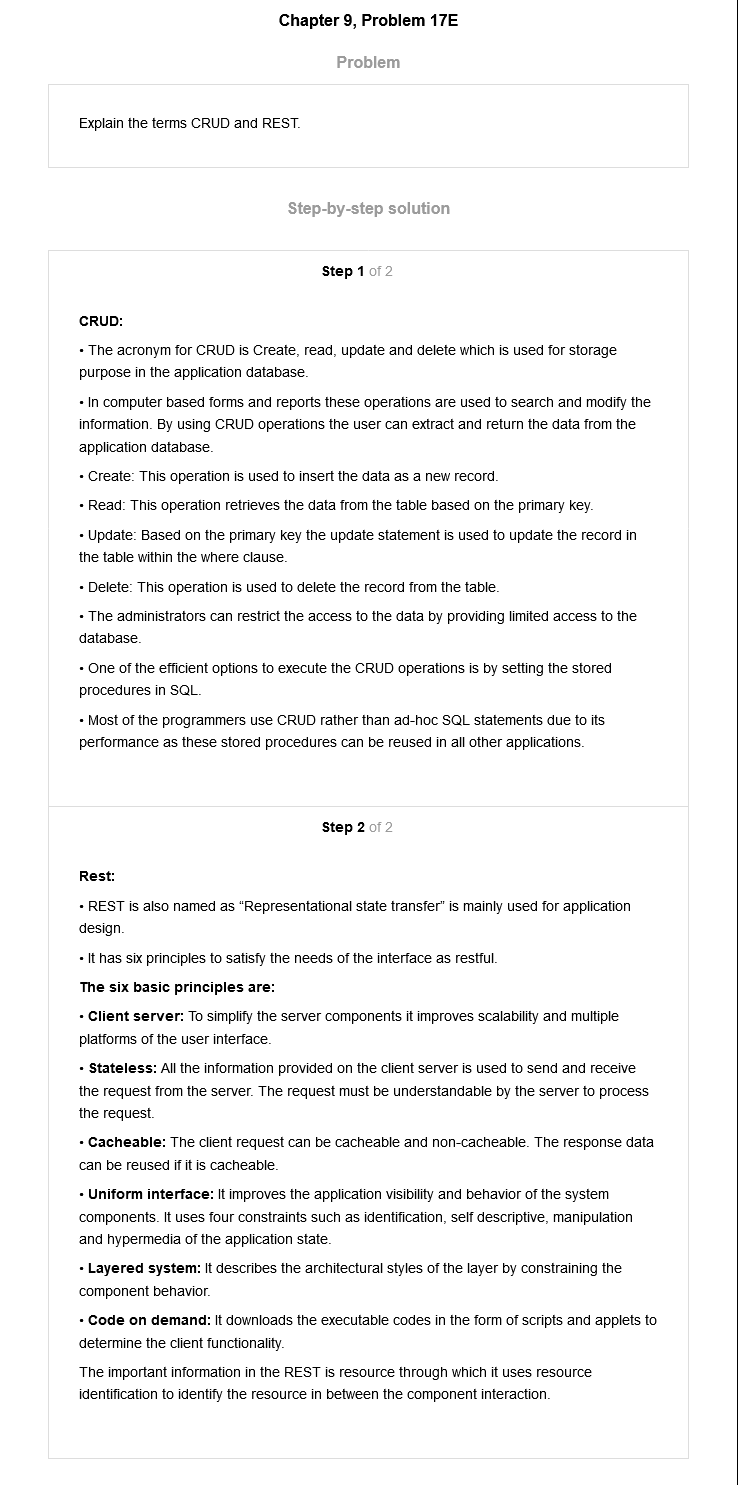 Chapter 9, Problem 17E
Problem
Explain the terms CRUD and REST.
Step-by-step solution
Step 1 of 2
CRUD:
• The acronym for CRUD is Create, read, update and delete which is used for storage
purpose in the application database.
• In computer based forms and reports these operations are used to search and modify the
information. By using CRUD operations the user can extract and return the data from the
application database.
• Create: This operation is used to insert the data as a new record.
• Read: This operation retrieves the data from the table based on the primary key.
• Update: Based on the primary key the update statement is used to update the record in
the table within the where clause.
• Delete: This operation is used to delete the record from the table.
• The administrators can restrict the access to the data by providing limited access to the
database.
• One of the efficient options to execute the CRUD operations is by setting the stored
procedures in SQL.
• Most of the programmers use CRUD rather than ad-hoc SQL statements due to its
performance as these stored procedures can be reused in all other applications.
Step 2 of 2
Rest:
• REST is also named as “Representational state transfer” is mainly used for application
design.
• It has six principles to satisfy the needs of the interface as restful.
The six basic principles are:
• Client server: To simplify the server components it improves scalability and multiple
platforms of the user interface.
• Stateless: All the information provided on the client server is used to send and receive
the request from the server. The request must be understandable by the server to process
the request.
• Cacheable: The client request can be cacheable and non-cacheable. The response data
can be reused if it is cacheable.
• Uniform interface: It improves the application visibility and behavior of the system
components. It uses four constraints such as identification, self descriptive, manipulation
and hypermedia of the application state.
• Layered system: It describes the architectural styles of the layer by constraining the
component behavior.
• Code on demand: It downloads the executable codes in the form of scripts and applets to
determine the client functionality.
The important information in the REST is resource through which it uses resource
identification to identify the resource in between the component interaction.